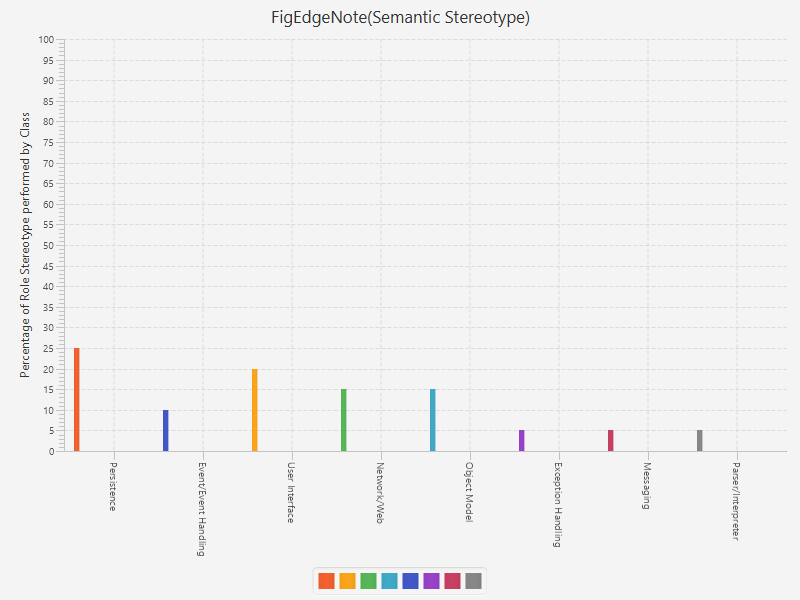 FigEdgeNote(Semantic Stereotype)
Percentage of Role Stereotype performed by Class
100
95
90
85
80
75
70
65
60
55
50
45
40
35
30
25
20
15
10
5
0
Persistence
Event/Event Handling
User Interface
Network/Web
Object Model
Exception Handling
Messaging
Parser/Interpreter